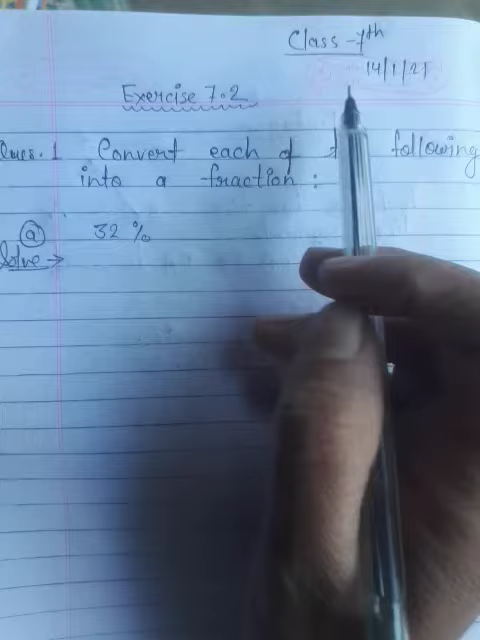 Class-7th
14/1/21
Exercise 7.2
Ques. 1 Convert each of following
into a fraction:
(a) 32 %
Solve →